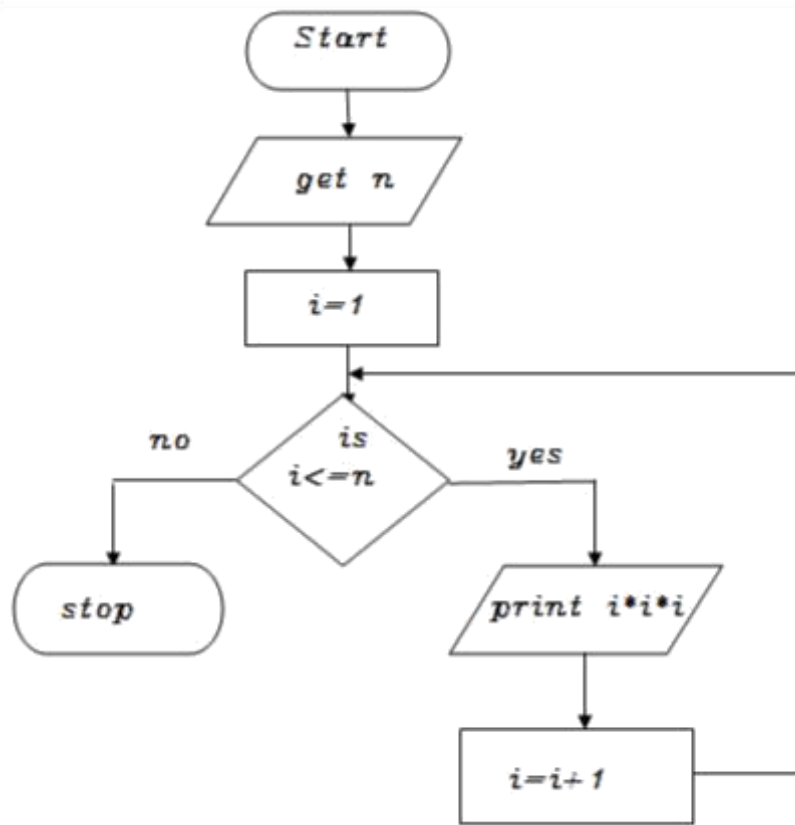 Start
get n
i=1
is
i<=n
no
yes
stop
print i*i*i
i=i+1